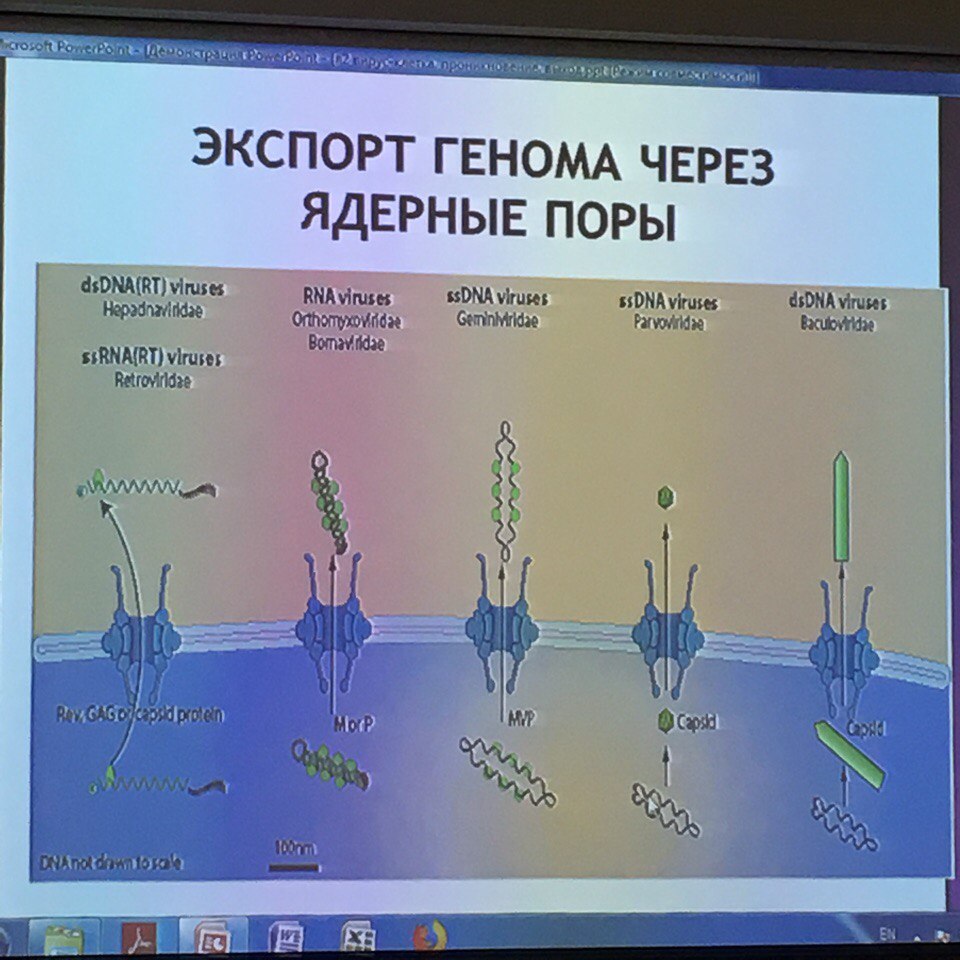 Microsoft PowerPoint - [Демонстрация PowerPoint - [
ЭКСПОРТ ГЕНОМА ЧЕРЕЗ
ЯДЕРНЫЕ ПОРЫ
dsDNA(RT) viruses
Hepadnaviridae
ssRNA(RT) viruses
Retroviridae
RNA viruses
Orthomyxoviridae
Bornaviridae
ssDNA viruses
Geminiviridae
ssDNA viruses
Parvoviridae
dsDNA viruses
Baculoviridae
Rev, GAG or capsid protein
M or P
MVP
Capsid
Capsid
DNA not drawn to scale
100nm
EN